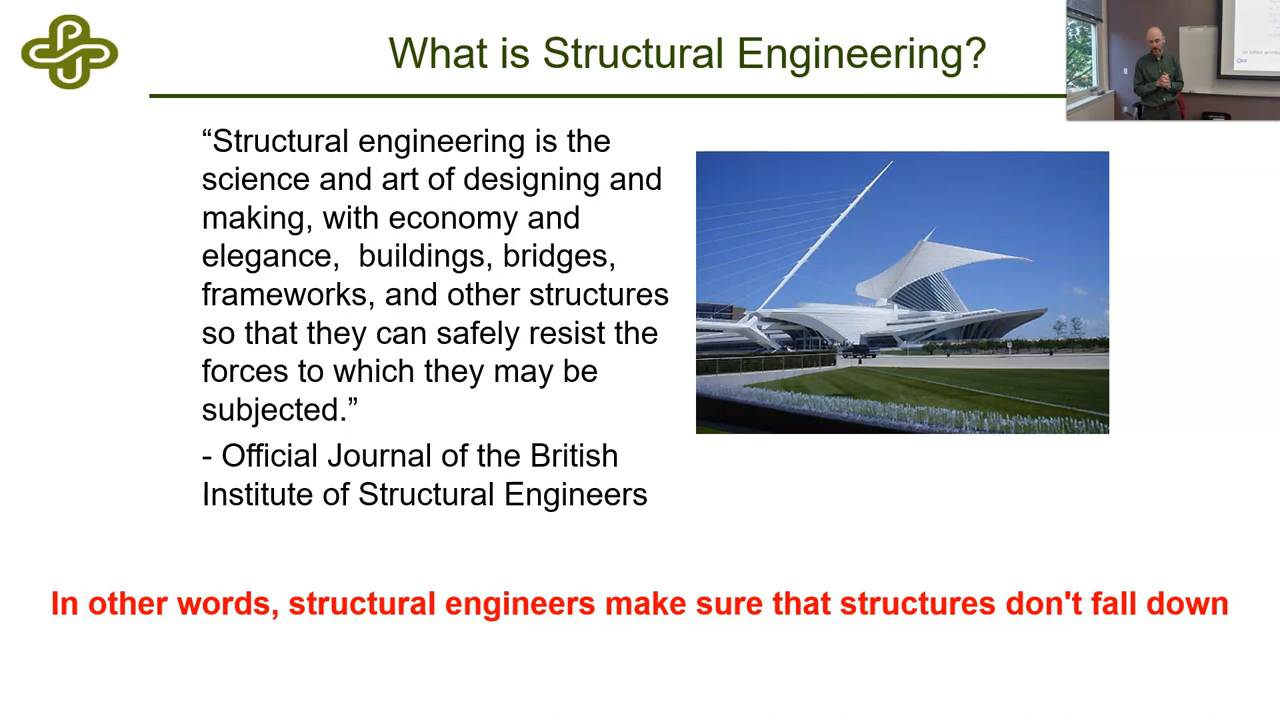 What is Structural Engineering?
“Structural engineering is the
science and art of designing and
making, with economy and
elegance,  buildings, bridges,
frameworks, and other structures
so that they can safely resist the
forces to which they may be
subjected.”
- Official Journal of the British
Institute of Structural Engineers
In other words, structural engineers make sure that structures don't fall down